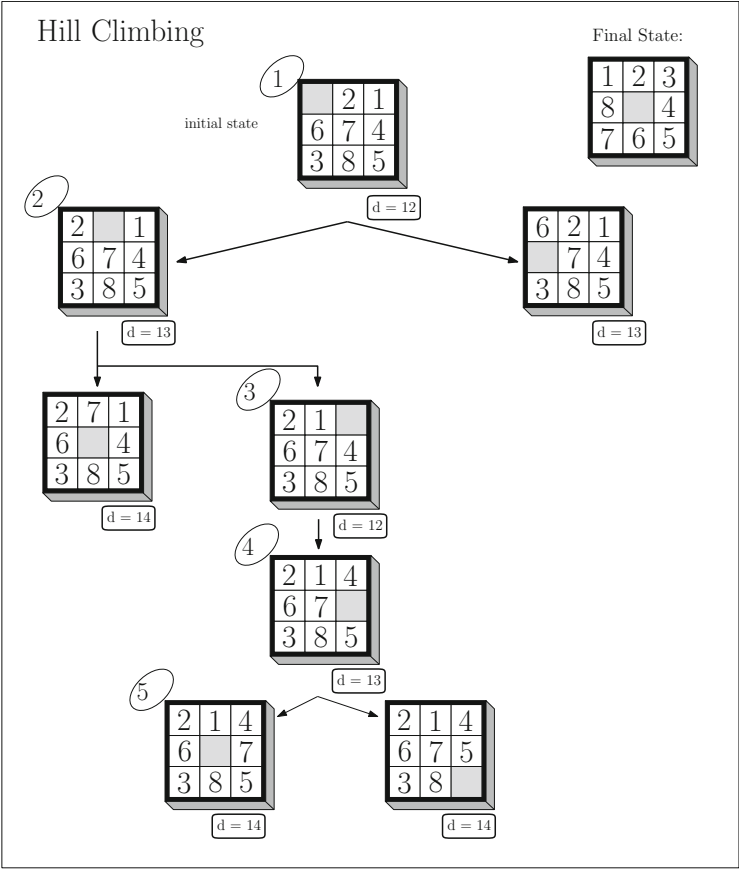 Hill Climbing
Final State:
1 2 3
8 4
7 6 5
1
initial state
2 1
6 7 4
3 8 5
d = 12
2
2 1
6 7 4
3 8 5
d = 13
6 2 1
7 4
3 8 5
d = 13
2 7 1
6 4
3 8 5
d = 14
3
2 1
6 7 4
3 8 5
d = 12
4
2 1 4
6 7
3 8 5
d = 13
5
2 1 4
6 7
3 8 5
d = 14
2 1 4
6 7 5
3 8
d = 14